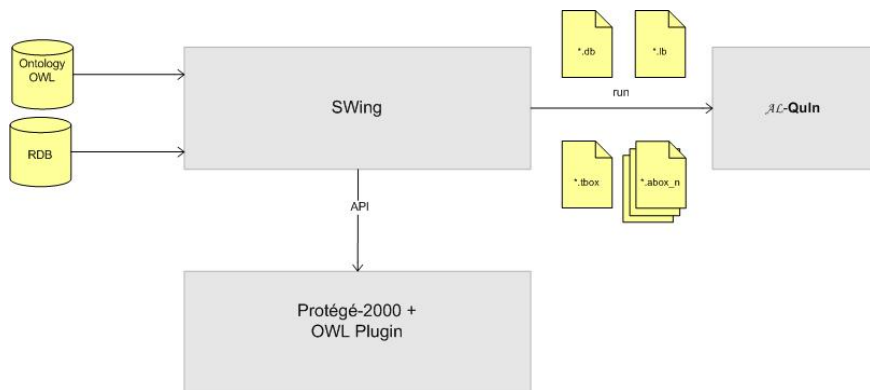 Ontology
OWL
RDB
SWing
*.db
*.lb
run
*.tbox
*.abox_n
𝒜ℒ-QuIn
API
Protégé-2000 +
OWL Plugin